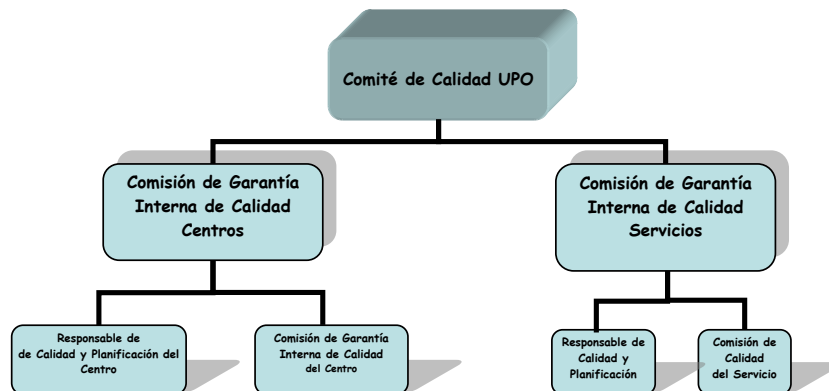 Comité de Calidad UPO
Comisión de Garantía
Interna de Calidad
Centros
Comisión de Garantía
Interna de Calidad
Servicios
Responsable de
de Calidad y Planificación del
Centro
Comisión de Garantía
Interna de Calidad
del Centro
Responsable de
Calidad y
Planificación
Comisión de
Calidad
del Servicio